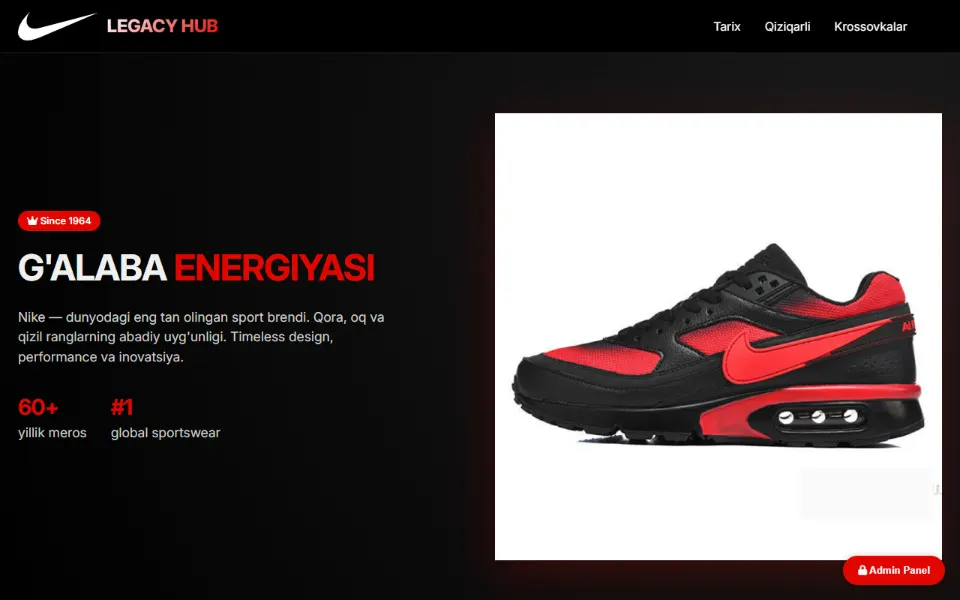 LEGACY HUB
Tarix
Qiziqarli
Krossovkalar
Since 1964
G'ALABA ENERGIYASI
Nike — dunyodagi eng tan olingan sport brendi. Qora, oq va
qizil ranglarning abadiy uyg'unligi. Timeless design,
performance va inovatsiya.
60+
yillik meros
#1
global sportswear
Admin Panel